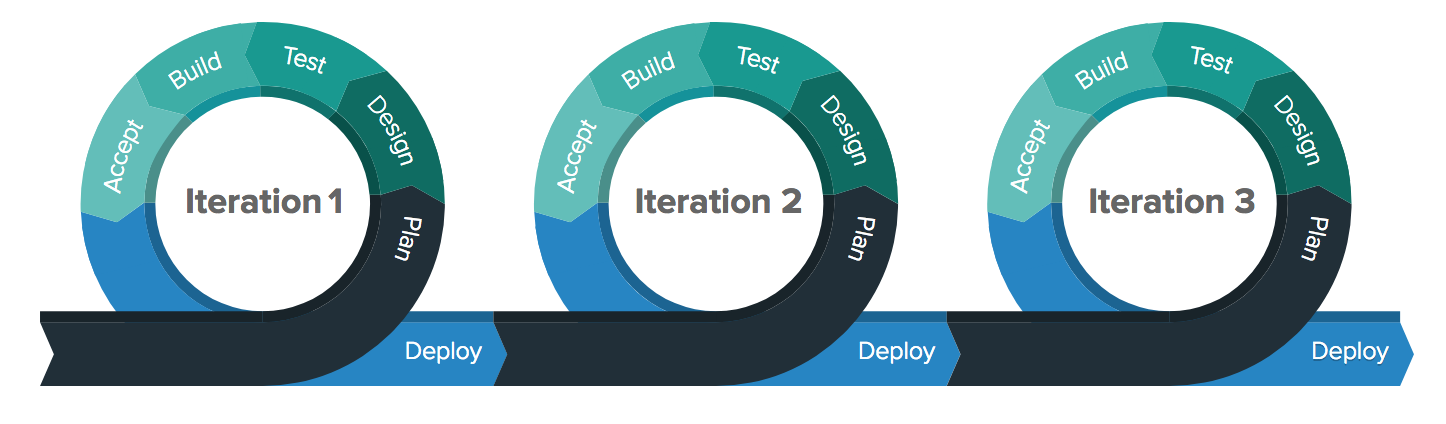 Build
Test
Accept
Design
Iteration 1
Plan
Deploy
Build
Test
Accept
Design
Iteration 2
Plan
Deploy
Build
Test
Accept
Design
Iteration 3
Plan
Deploy